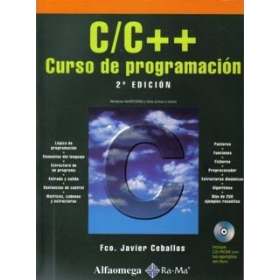 C/C++
Curso de programación
2ª EDICIÓN
Lógica de
programación
Elementos del lenguaje
Estructura de
un programa
Entrada y salida
Sentencias de control
Matrices, cadenas
y estructuras
Punteros
Funciones
Ficheros
Preprocesador
Estructuras dinámicas
Algoritmos
Más de
ejemplos resueltos
C
Fco. Javier Ceballos
CD-ROM
Alfaomega
Ra-Ma®